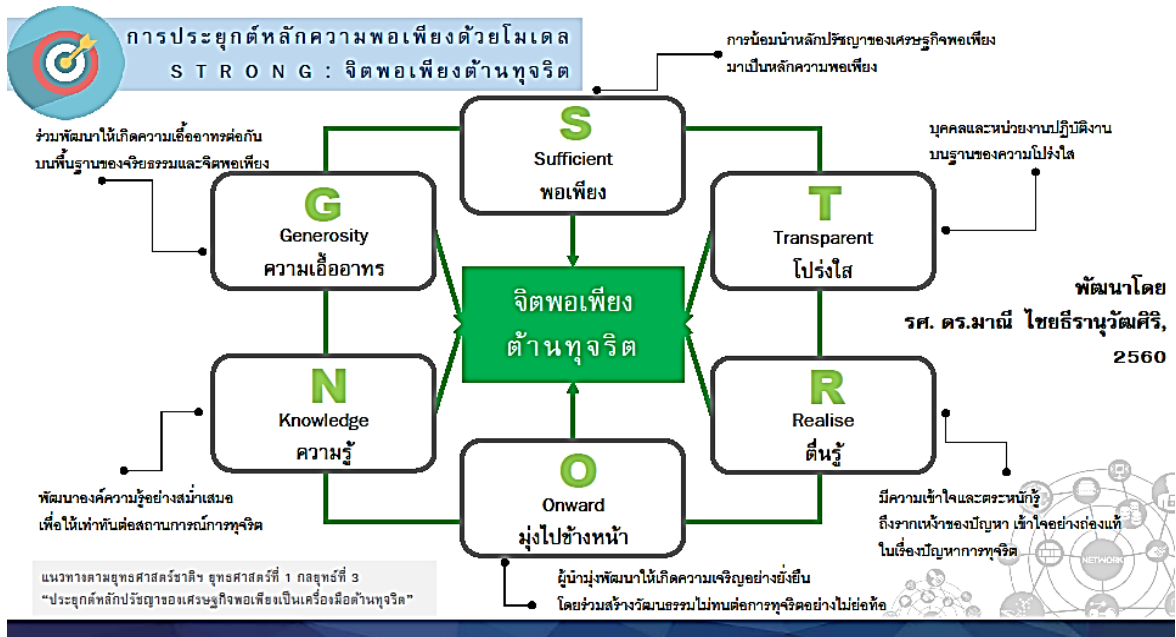 การประยุกต์หลักความพอเพียงด้วยโมเดล
S T R O N G : จิตพอเพียงต้านทุจริต
การน้อมนำหลักปรัชญาของเศรษฐกิจพอเพียง
มาเป็นหลักความพอเพียง
ร่วมพัฒนาให้เกิดความเอื้ออาทรต่อกัน
บนพื้นฐานของจริยธรรมและจิตพอเพียง
บุคคลและหน่วยงานปฏิบัติงาน
บนฐานของความโปร่งใส
S
Sufficient
พอเพียง
G
Generosity
ความเอื้ออาทร
T
Transparent
โปร่งใส
จิตพอเพียง
ต้านทุจริต
พัฒนาโดย
รศ. ดร.มาณี ไชยธีรานุวัฒศิริ,
2560
N
Knowledge
ความรู้
R
Realise
ตื่นรู้
O
Onward
มุ่งไปข้างหน้า
พัฒนาองค์ความรู้อย่างสม่ำเสมอ
เพื่อให้เท่าทันต่อสถานการณ์การทุจริต
มีความเข้าใจและตระหนักรู้
ถึงรากเหง้าของปัญหา เข้าใจอย่างถ่องแท้
ในเรื่องปัญหาการทุจริต
NETWORK
ผู้นำมุ่งพัฒนาให้เกิดความเจริญอย่างยั่งยืน
โดยร่วมสร้างวัฒนธรรมไม่ทนต่อการทุจริตอย่างไม่ย่อท้อ
แนวทางตามยุทธศาสตร์ชาติฯ ยุทธศาสตร์ที่ 1 กลยุทธ์ที่ 3
“ประยุกต์หลักปรัชญาของเศรษฐกิจพอเพียงเป็นเครื่องมือต้านทุจริต”